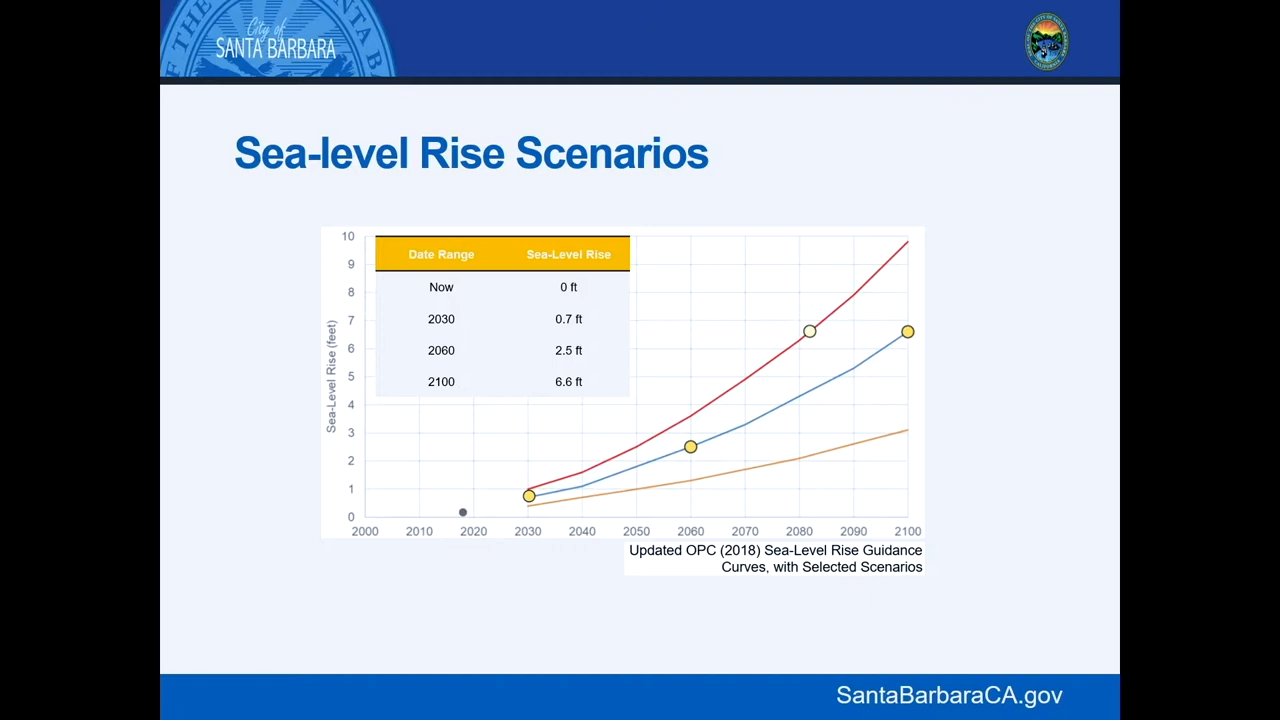 City of
SANTA BARBARA
Sea-level Rise Scenarios
Date Range Sea-Level Rise
Now 0 ft
2030 0.7 ft
2060 2.5 ft
2100 6.6 ft
Sea-Level Rise (feet)
10
9
8
7
6
5
4
3
2
1
0
2000 2010 2020 2030 2040 2050 2060 2070 2080 2090 2100
Updated OPC (2018) Sea-Level Rise Guidance
Curves, with Selected Scenarios
SantaBarbaraCA.gov